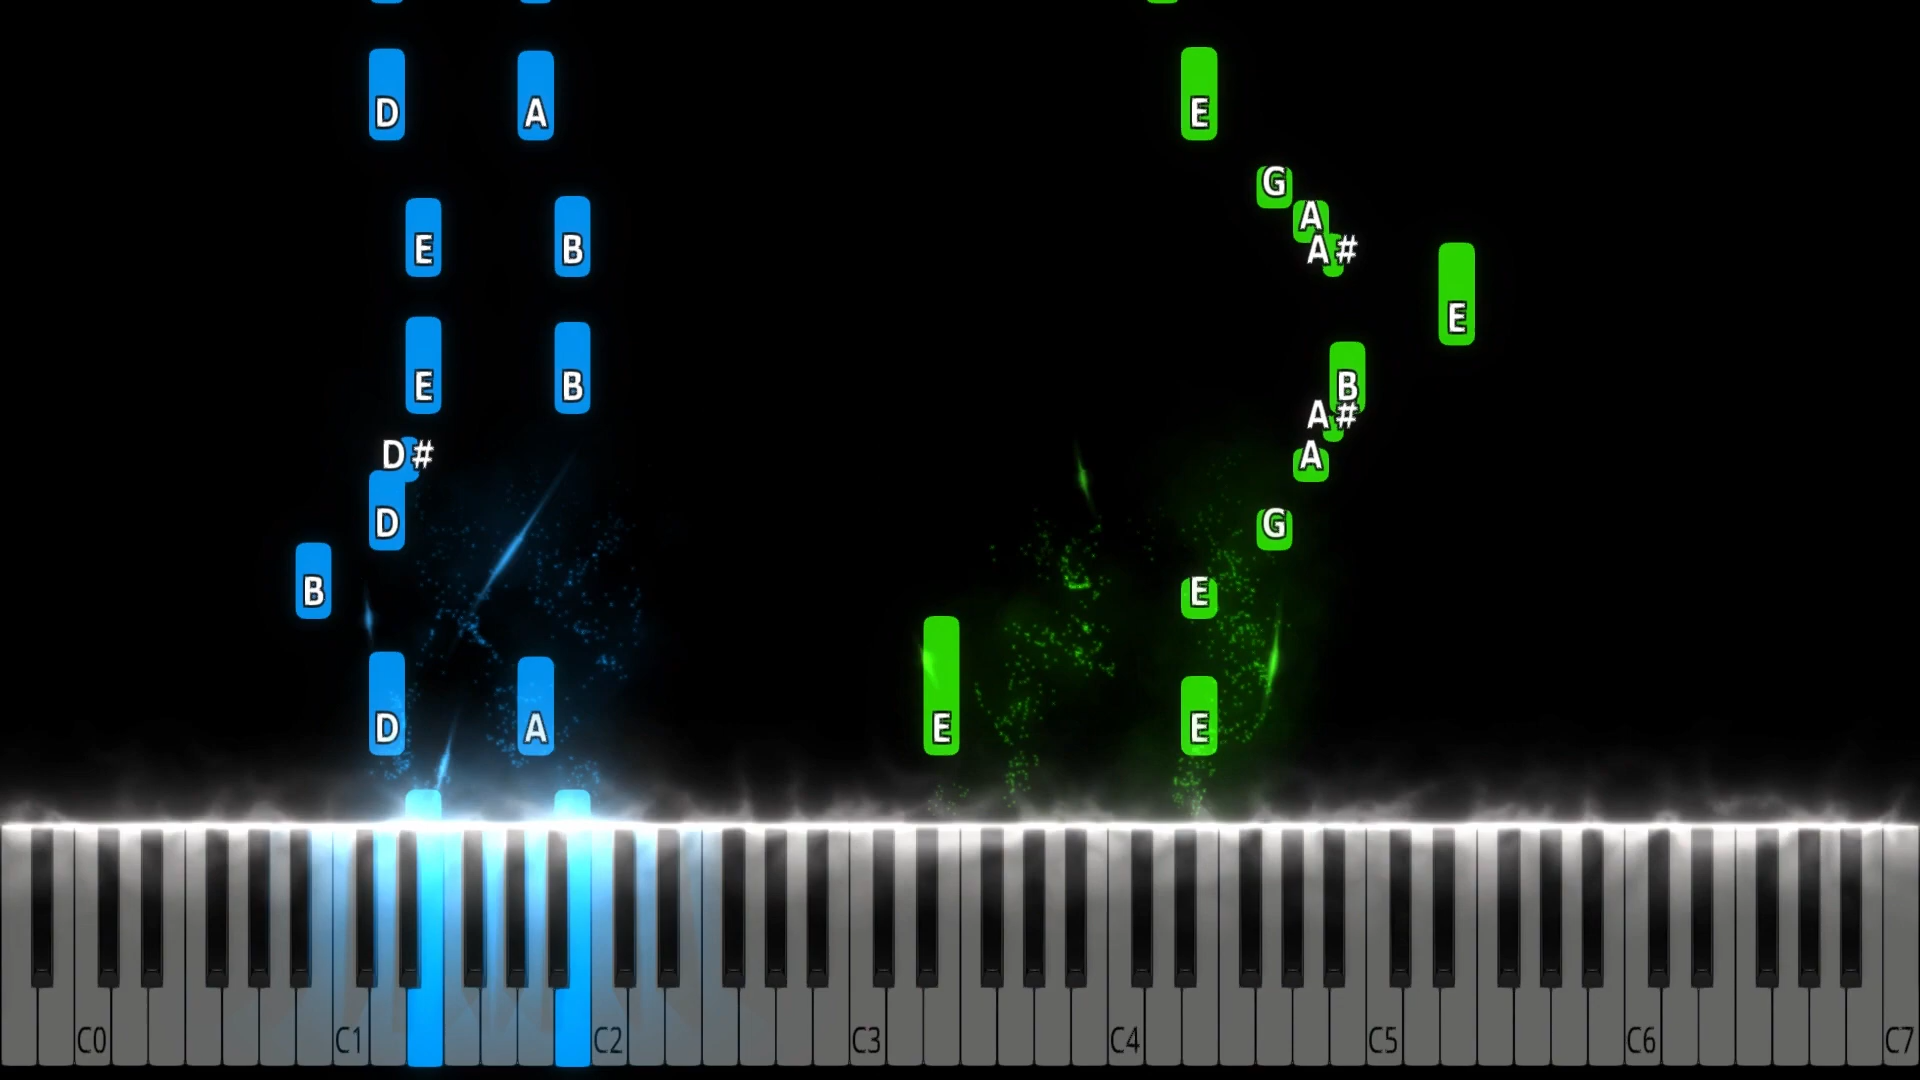 D A E
G
A
E B A#
E
E B B
A#
D# A
D G
B E
D A E E
C0 C1 C2 C3 C4 C5 C6 C7